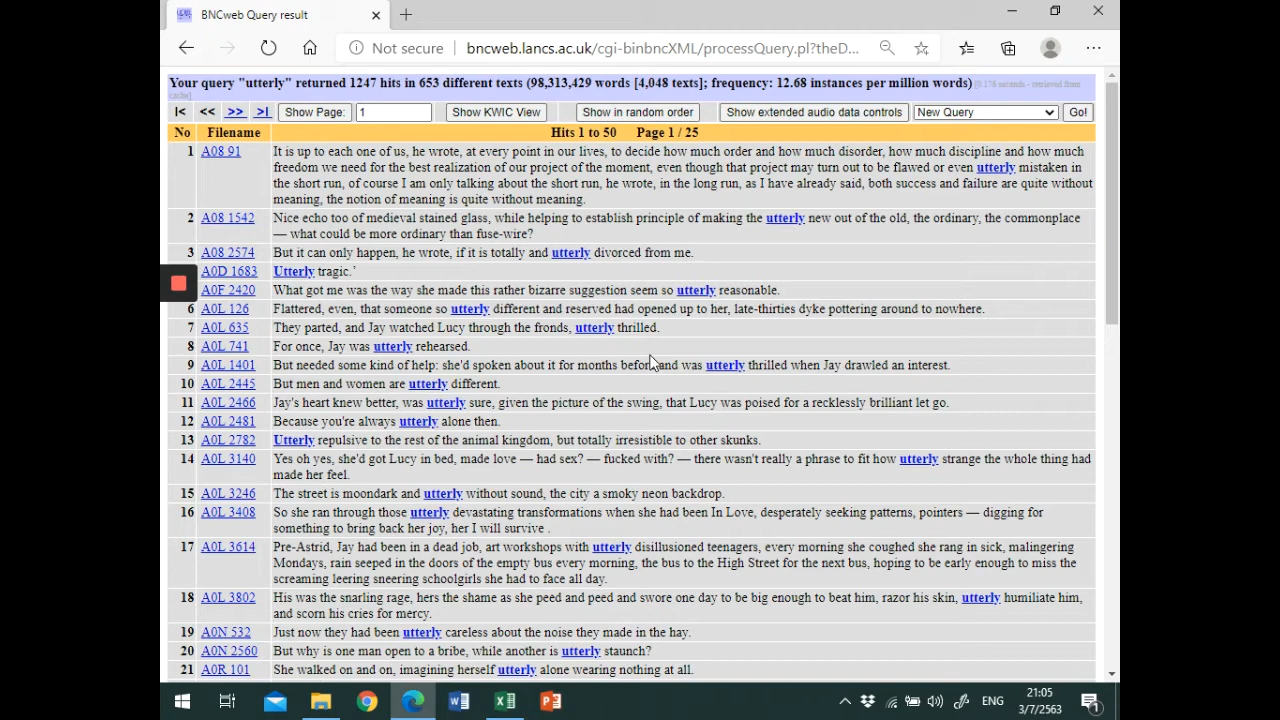 BNCweb Query result
Not secure bncweb.lancs.ac.uk/cgi-binbncXML/processQuery.pl?theD...
Your query "utterly" returned 1247 hits in 653 different texts (98,313,429 words [4,048 texts]; frequency: 12.68 instances per million words) [0.176 seconds - retrieved from
cache]
|< << >> >| Show Page: 1 Show KWIC View Show in random order Show extended audio data controls New Query Go!
No Filename Hits 1 to 50 Page 1 / 25
1 A08 91 It is up to each one of us, he wrote, at every point in our lives, to decide how much order and how much disorder, how much discipline and how much
freedom we need for the best realization of our project of the moment, even though that project may turn out to be flawed or even utterly mistaken in
the short run, of course I am only talking about the short run, he wrote, in the long run, as I have already said, both success and failure are quite without
meaning, the notion of meaning is quite without meaning.
2 A08 1542 Nice echo too of medieval stained glass, while helping to establish principle of making the utterly new out of the old, the ordinary, the commonplace
— what could be more ordinary than fuse-wire?
3 A08 2574 But it can only happen, he wrote, if it is totally and utterly divorced from me.
A0D 1683 Utterly tragic.'
A0F 2420 What got me was the way she made this rather bizarre suggestion seem so utterly reasonable.
6 A0L 126 Flattered, even, that someone so utterly different and reserved had opened up to her, late-thirties dyke pottering around to nowhere.
7 A0L 635 They parted, and Jay watched Lucy through the fronds, utterly thrilled.
8 A0L 741 For once, Jay was utterly rehearsed.
9 A0L 1401 But needed some kind of help: she'd spoken about it for months before and was utterly thrilled when Jay drawled an interest.
10 A0L 2445 But men and women are utterly different.
11 A0L 2466 Jay's heart knew better, was utterly sure, given the picture of the swing, that Lucy was poised for a recklessly brilliant let go.
12 A0L 2481 Because you're always utterly alone then.
13 A0L 2782 Utterly repulsive to the rest of the animal kingdom, but totally irresistible to other skunks.
14 A0L 3140 Yes oh yes, she'd got Lucy in bed, made love — had sex? — fucked with? — there wasn't really a phrase to fit how utterly strange the whole thing had
made her feel.
15 A0L 3246 The street is moondark and utterly without sound, the city a smoky neon backdrop.
16 A0L 3408 So she ran through those utterly devastating transformations when she had been In Love, desperately seeking patterns, pointers — digging for
something to bring back her joy, her I will survive .
17 A0L 3614 Pre-Astrid, Jay had been in a dead job, art workshops with utterly disillusioned teenagers, every morning she coughed she rang in sick, malingering
Mondays, rain seeped in the doors of the empty bus every morning, the bus to the High Street for the next bus, hoping to be early enough to miss the
screaming leering sneering schoolgirls she had to face all day.
18 A0L 3802 His was the snarling rage, hers the shame as she peed and peed and swore one day to be big enough to beat him, razor his skin, utterly humiliate him,
and scorn his cries for mercy.
19 A0N 532 Just now they had been utterly careless about the noise they made in the hay.
20 A0N 2560 But why is one man open to a bribe, while another is utterly staunch?
21 A0R 101 She walked on and on, imagining herself utterly alone wearing nothing at all.
ENG 21:05
3/7/2563 1